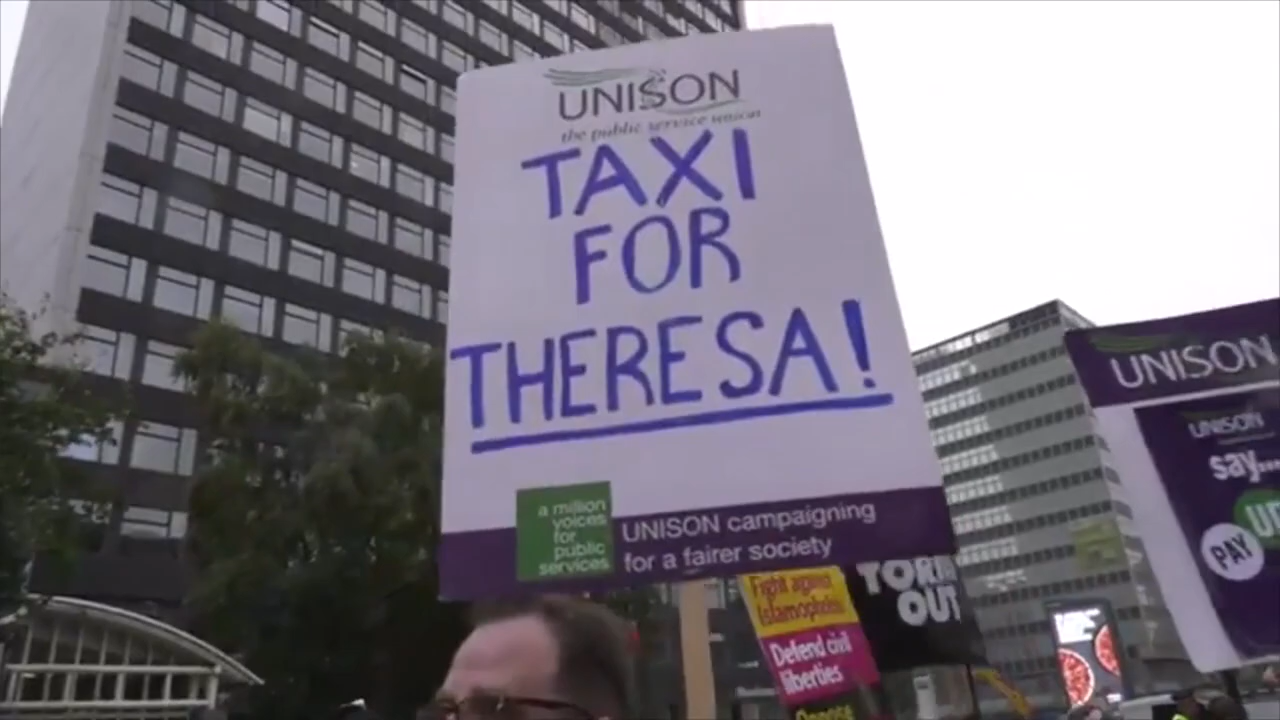 UNISON
the public service union
TAXI
FOR
THERESA!
a million
voices
for
public
services
UNISON campaigning
for a fairer society
Fight against
Islamophobia
Defend civil
liberties
Oppose
OUT
UNISON
UNISON
say....
PAY